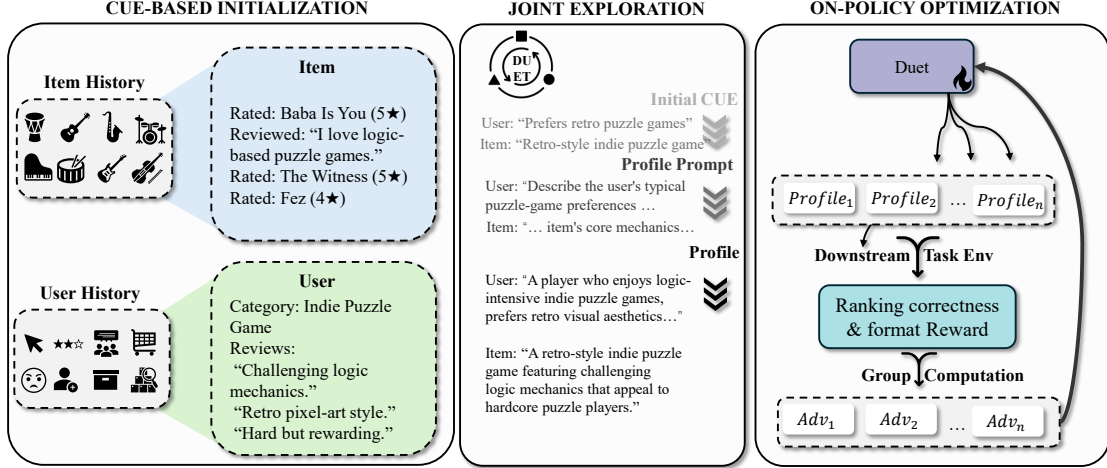 CUE-BASED INITIALIZATION
Item History
Item
Rated: Baba Is You (5★)
Reviewed: “I love logic-
based puzzle games.”
Rated: The Witness (5★)
Rated: Fez (4★)
User History
User
Category: Indie Puzzle
Game
Reviews:
“Challenging logic
mechanics.”
“Retro pixel-art style.”
“Hard but rewarding.”
JOINT EXPLORATION
DU
ET
Initial CUE
User: “Prefers retro puzzle games”
Item: “Retro-style indie puzzle game”
Profile Prompt
User: “Describe the user's typical
puzzle-game preferences …
Item: “… item's core mechanics…
Profile
User: “A player who enjoys logic-
intensive indie puzzle games,
prefers retro visual aesthetics…”
Item: “A retro-style indie puzzle
game featuring challenging
logic mechanics that appeal to
hardcore puzzle players.”
ON-POLICY OPTIMIZATION
Duet
Profile₁ Profile₂ … Profileₙ
Downstream Task Env
Ranking correctness
& format Reward
Group Computation
Adv₁ Adv₂ … Advₙ